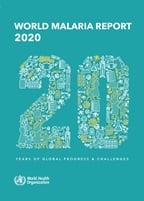 WORLD MALARIA REPORT
2020
20
YEARS OF GLOBAL PROGRESS & CHALLENGES
World Health
Organization